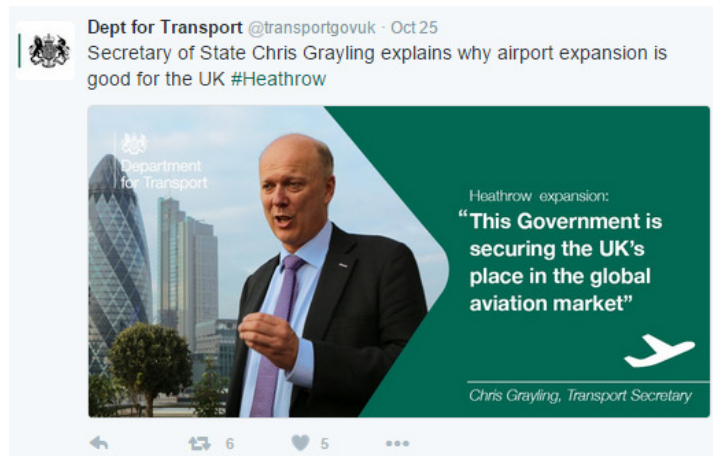 Dept for Transport @transportgovuk · Oct 25
Secretary of State Chris Grayling explains why airport expansion is
good for the UK #Heathrow
Department
for Transport
Heathrow expansion:
“This Government is
securing the UK’s
place in the global
aviation market”
Chris Grayling, Transport Secretary
6
5